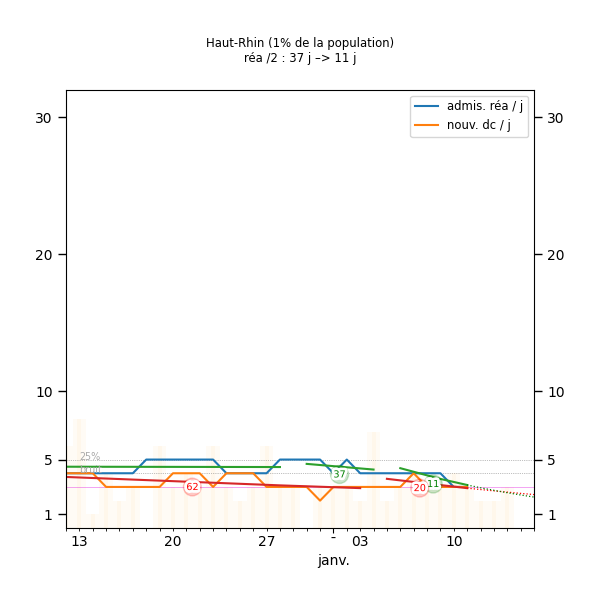 Haut-Rhin (1% de la population)
réa /2 : 37 j –> 11 j
admis. réa / j
nouv. dc / j
30 30
20 20
10 10
25%
5 5
37
62 20 11
1 1
13 20 27 - 03 10
janv.